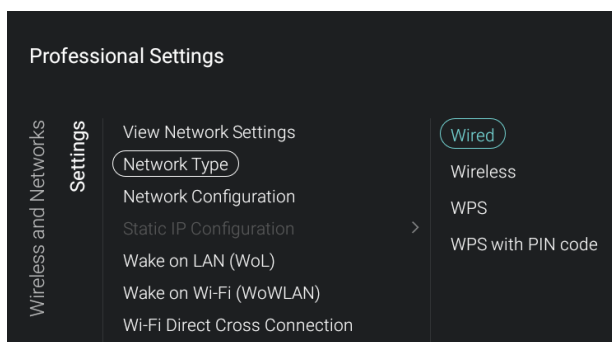 Professional Settings
Wireless and Networks
Settings
View Network Settings
Network Type
Network Configuration
Static IP Configuration
Wake on LAN (WoL)
Wake on Wi-Fi (WoWLAN)
Wi-Fi Direct Cross Connection
Wired
Wireless
WPS
WPS with PIN code